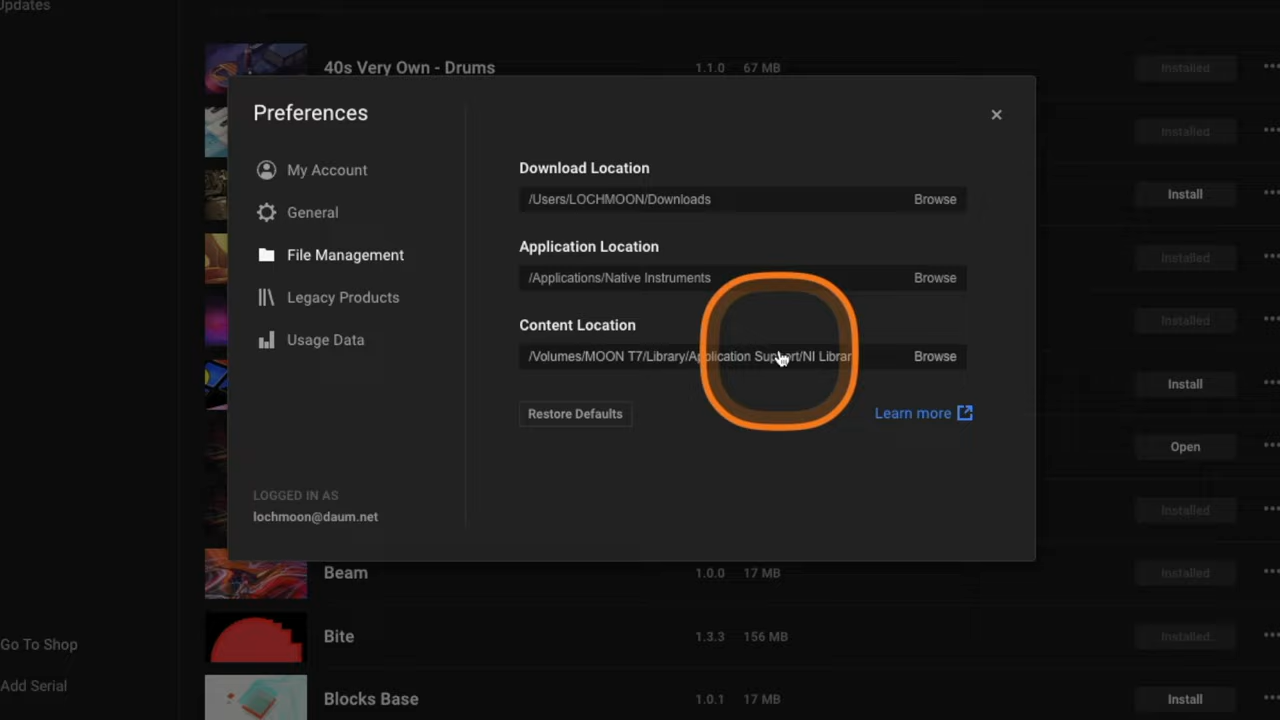 Updates
40s Very Own - Drums 1.1.0 67 MB Installed
Preferences
My Account
General
File Management
Legacy Products
Usage Data
LOGGED IN AS
lochmoon@daum.net
Download Location
/Users/LOCHMOON/Downloads Browse
Application Location
/Applications/Native Instruments Browse
Content Location
/Volumes/MOON T7/Library/Application Support/NI Librar Browse
Restore Defaults Learn more
Installed
Install
Installed
Installed
Install
Open
Installed
Beam 1.0.0 17 MB Installed
Bite 1.3.3 156 MB Installed
Blocks Base 1.0.1 17 MB Install
Go To Shop
Add Serial